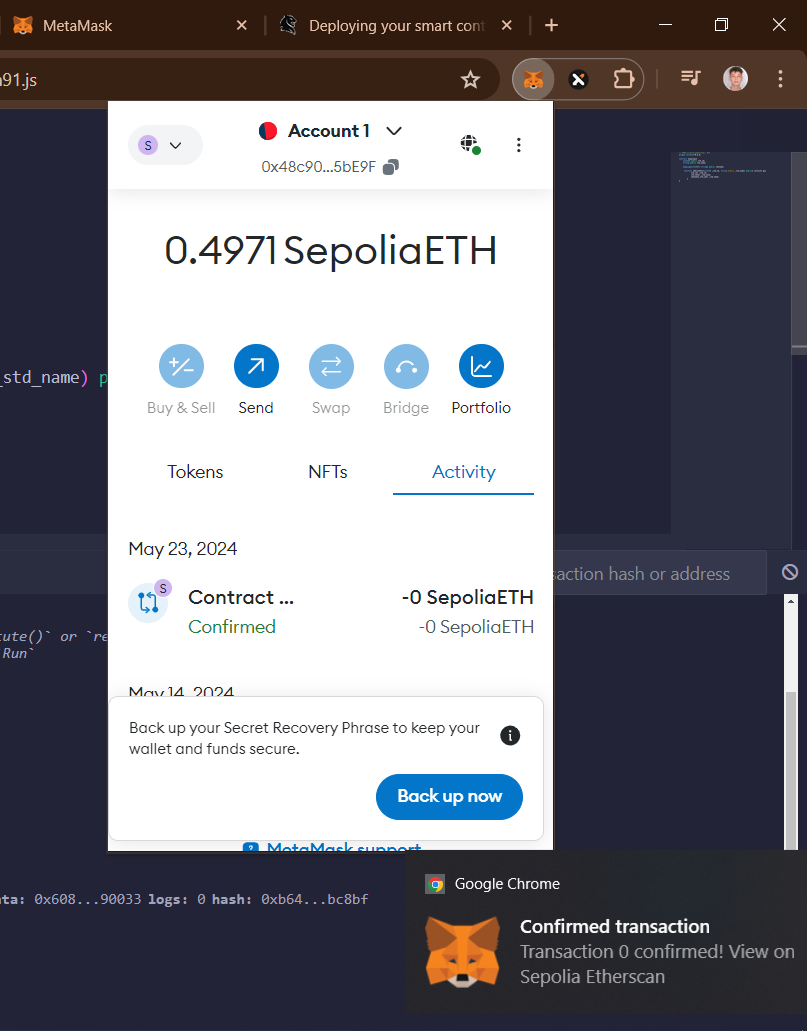 MetaMask
Deploying your smart cont
91.js
S
Account 1
0x48c90...5bE9F
0.4971 SepoliaETH
_std_name) p
Buy & Sell
Send
Swap
Bridge
Portfolio
Tokens
NFTs
Activity
May 23, 2024
S
Contract ...
-0 SepoliaETH
Confirmed
-0 SepoliaETH
saction hash or address
cute()` or `re
Run`
May 14, 2024
Back up your Secret Recovery Phrase to keep your
wallet and funds secure.
Back up now
MetaMask support
ata: 0x608...90033 logs: 0 hash: 0xb64...bc8bf
Google Chrome
Confirmed transaction
Transaction 0 confirmed! View on
Sepolia Etherscan